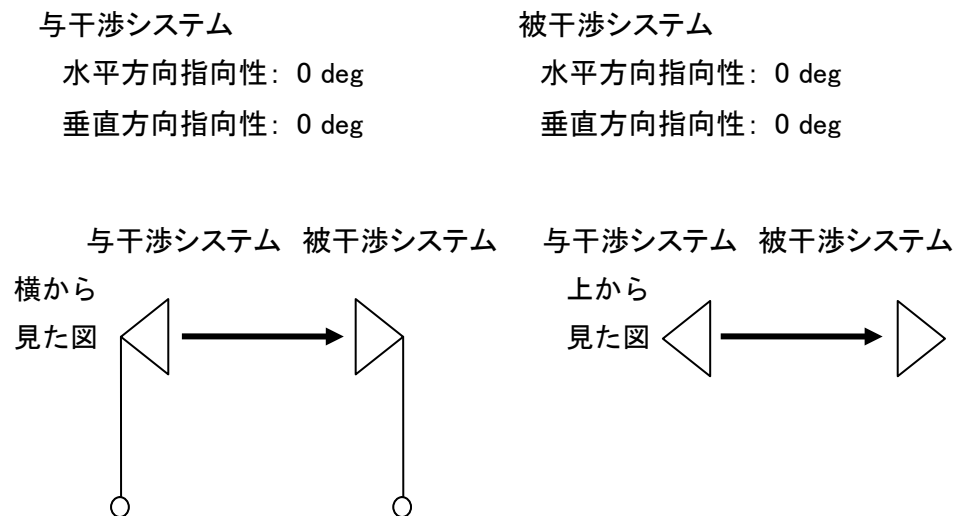 与干渉システム
水平方向指向性: 0 deg
垂直方向指向性: 0 deg
被干渉システム
水平方向指向性: 0 deg
垂直方向指向性: 0 deg
与干渉システム 被干渉システム
横から
見た図
与干渉システム 被干渉システム
上から
見た図